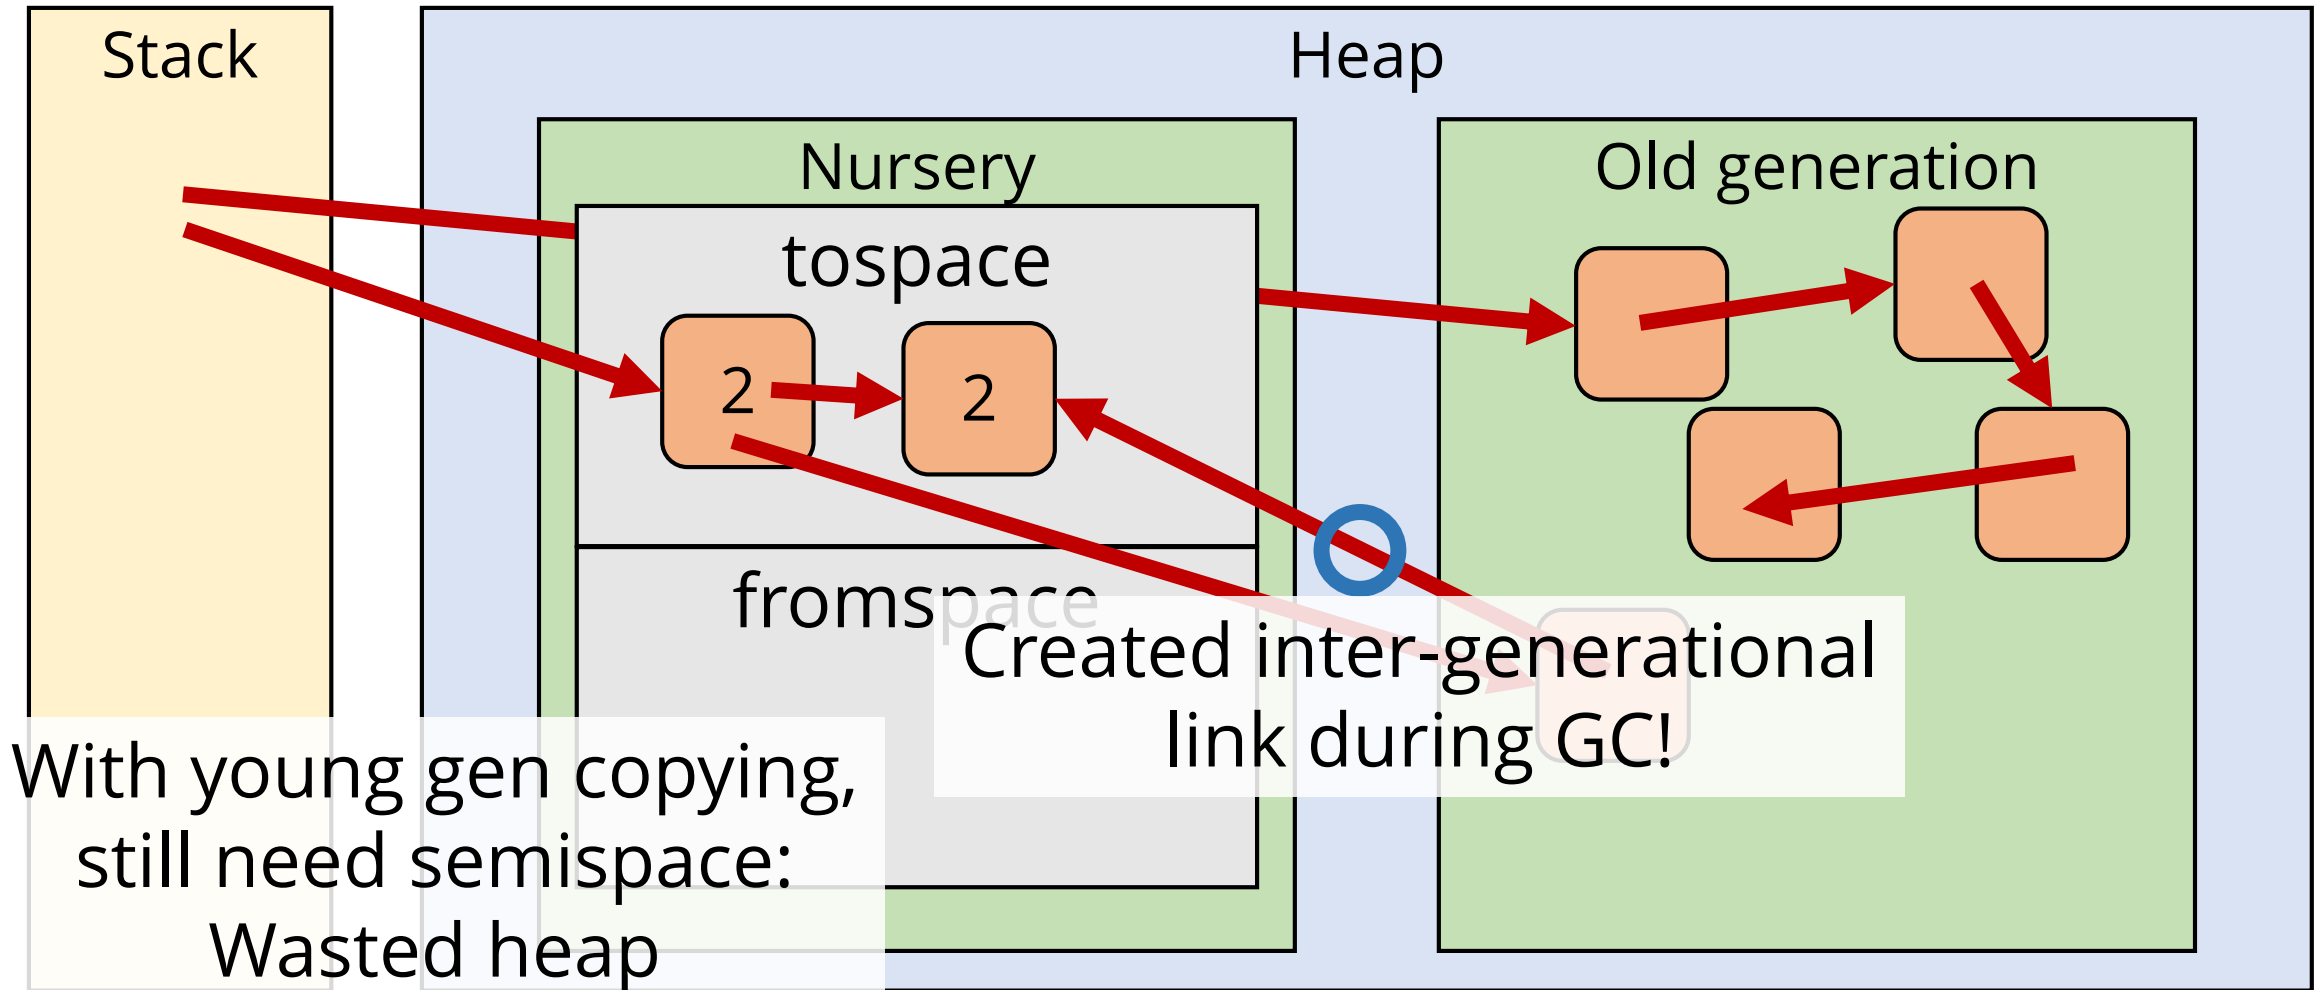 Stack
Heap
Nursery
Old generation
tospace
2
2
fromspace
Created inter-generational
link during GC!
With young gen copying,
still need semispace:
Wasted heap